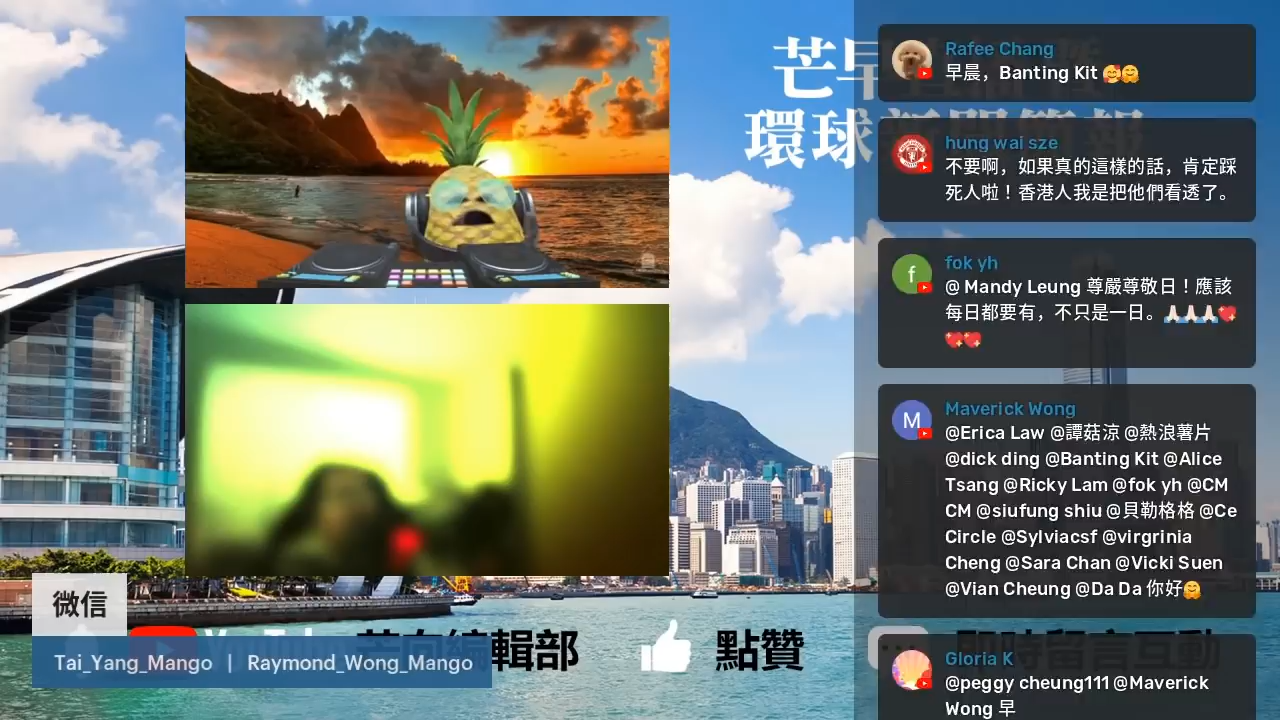 環球
Rafee Chang
早晨，Banting Kit 🥰🤗
hung wai sze
不要啊，如果真的這樣的話，肯定踩
死人啦！香港人我是把他們看透了。
fok yh
@ Mandy Leung 尊嚴尊敬日！應該
每日都要有，不只是一日。🙏🏻🙏🏻🙏🏻💖
💖💖
Maverick Wong
@Erica Law @譚菇涼 @熱浪薯片
@dick ding @Banting Kit @Alice
Tsang @Ricky Lam @fok yh @CM
CM @siufung shiu @貝勒格格 @Ce
Circle @Sylviacsf @virgrinia
Cheng @Sara Chan @Vicki Suen
@Vian Cheung @Da Da 你好🤗
Gloria K
@peggy cheung111 @Maverick
Wong 早
微信
編輯部
點贊
即時留言互動
Tai_Yang_Mango | Raymond_Wong_Mango